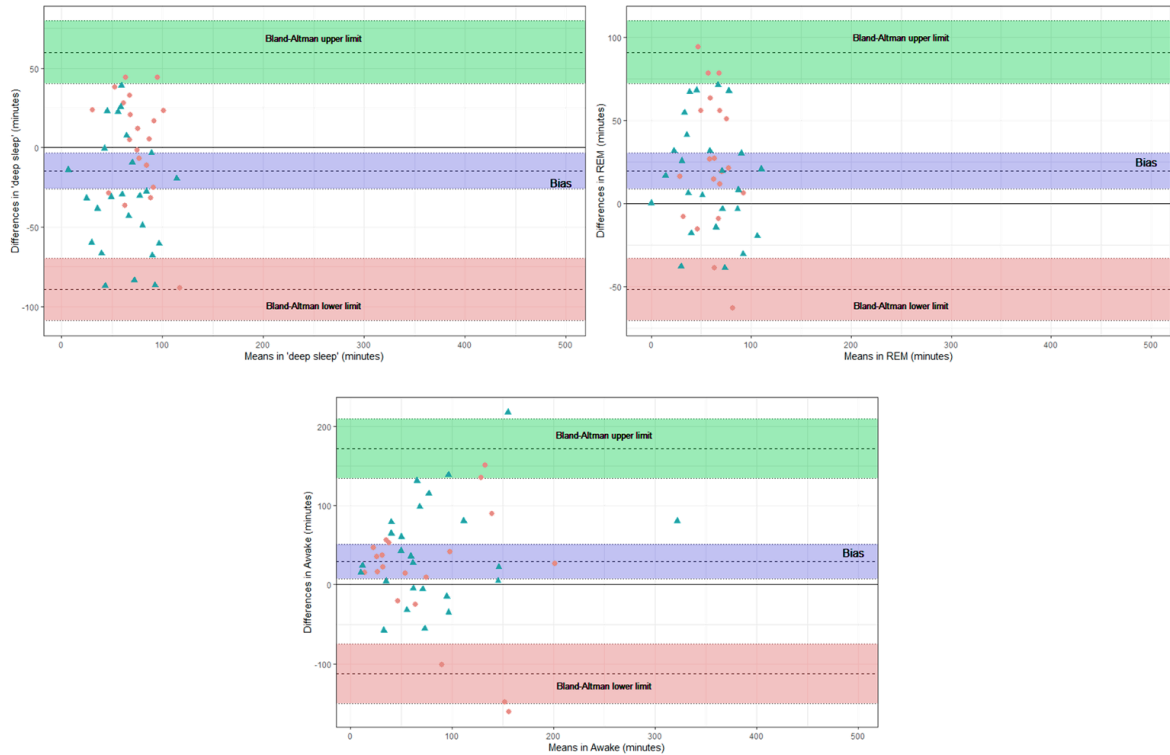 Differences in 'deep sleep' (minutes)
50
0
-50
-100
Bland-Altman upper limit
Bias
Bland-Altman lower limit
0
100
200
300
400
500
Means in 'deep sleep' (minutes)
Differences in REM (minutes)
100
50
0
-50
Bland-Altman upper limit
Bias
Bland-Altman lower limit
0
100
200
300
400
500
Means in REM (minutes)
Differences in Awake (minutes)
200
100
0
-100
Bland-Altman upper limit
Bias
Bland-Altman lower limit
0
100
200
300
400
500
Means in Awake (minutes)